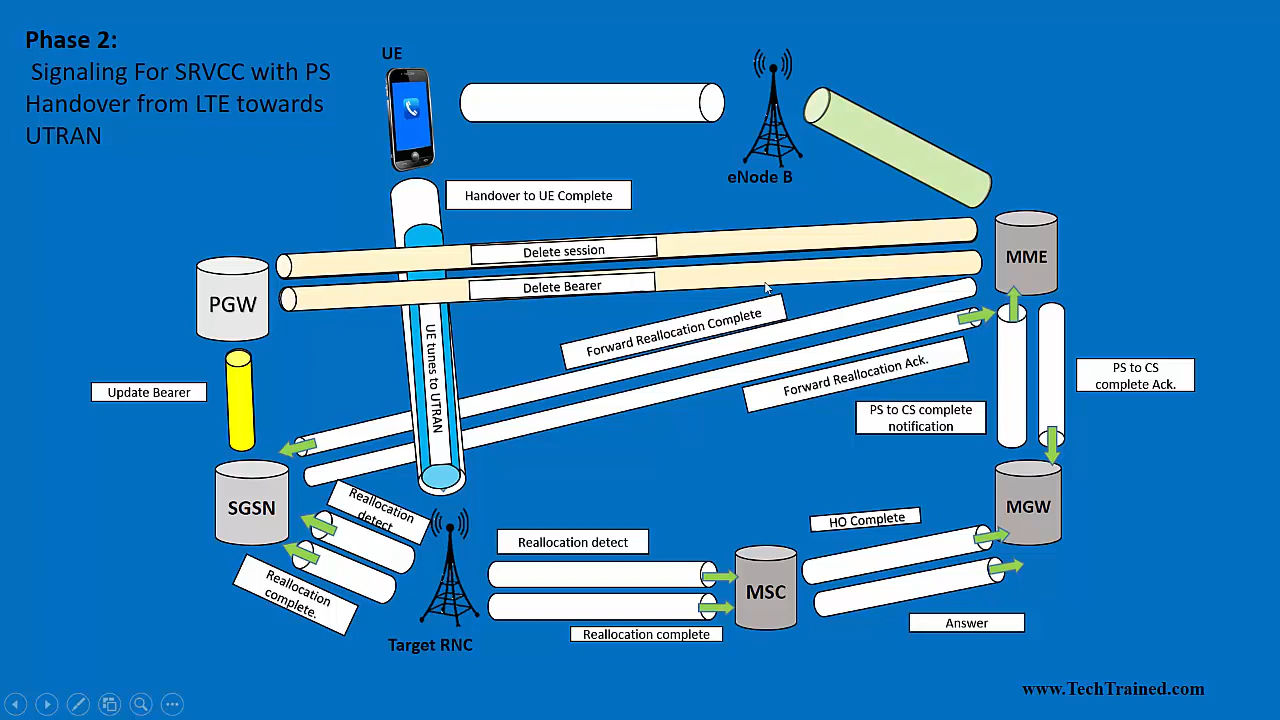 Phase 2:
Signaling For SRVCC with PS
Handover from LTE towards
UTRAN
UE
eNode B
Handover to UE Complete
MME
Delete session
PGW
Delete Bearer
Forward Reallocation Complete
UE tunes to UTRAN
Forward Reallocation Ack.
PS to CS
complete Ack.
Update Bearer
PS to CS complete
notification
SGSN
Reallocation
detect
MGW
HO Complete
Reallocation detect
Reallocation
complete.
MSC
Answer
Reallocation complete
Target RNC
www.TechTrained.com